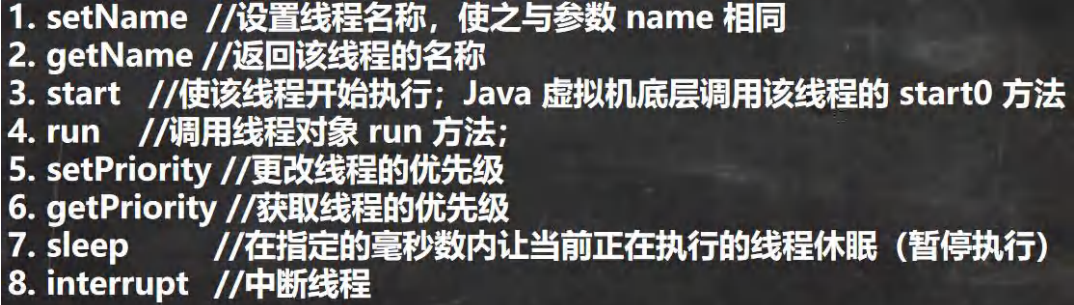 1. setName //设置线程名称，使之与参数 name 相同
2. getName //返回该线程的名称
3. start //使该线程开始执行；Java 虚拟机底层调用该线程的 start0 方法
4. run //调用线程对象 run 方法；
5. setPriority //更改线程的优先级
6. getPriority //获取线程的优先级
7. sleep //在指定的毫秒数内让当前正在执行的线程休眠（暂停执行）
8. interrupt //中断线程